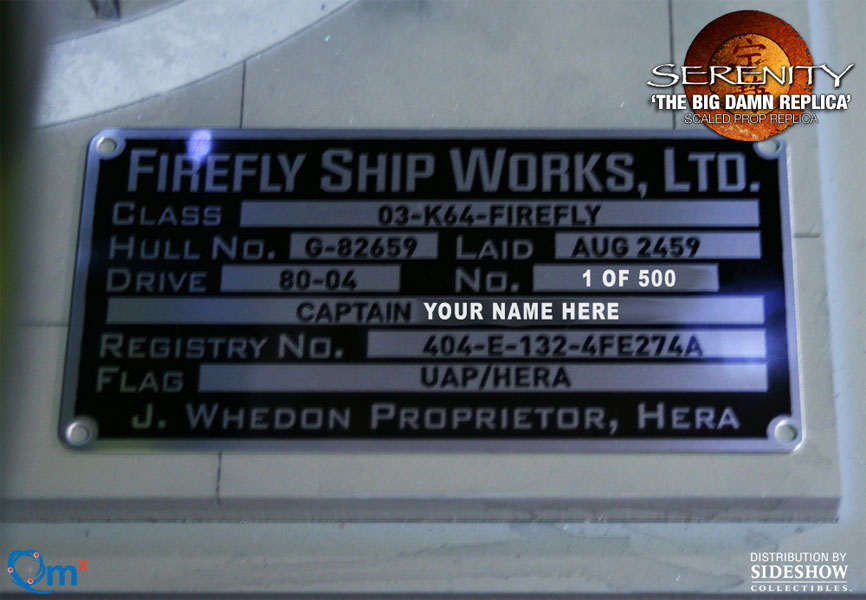 SERENITY
‘THE BIG DAMN REPLICA’
SCALED PROP REPLICA
FIREFLY SHIP WORKS, LTD.
CLASS 03-K64-FIREFLY
HULL NO. G-82659 LAID AUG 2459
DRIVE 80-04 NO. 1 OF 500
CAPTAIN YOUR NAME HERE
REGISTRY NO. 404-E-132-4FE274A
FLAG UAP/HERA
J. WHEDON PROPRIETOR, HERA
Qmx
DISTRIBUTION BY
SIDESHOW
COLLECTIBLES